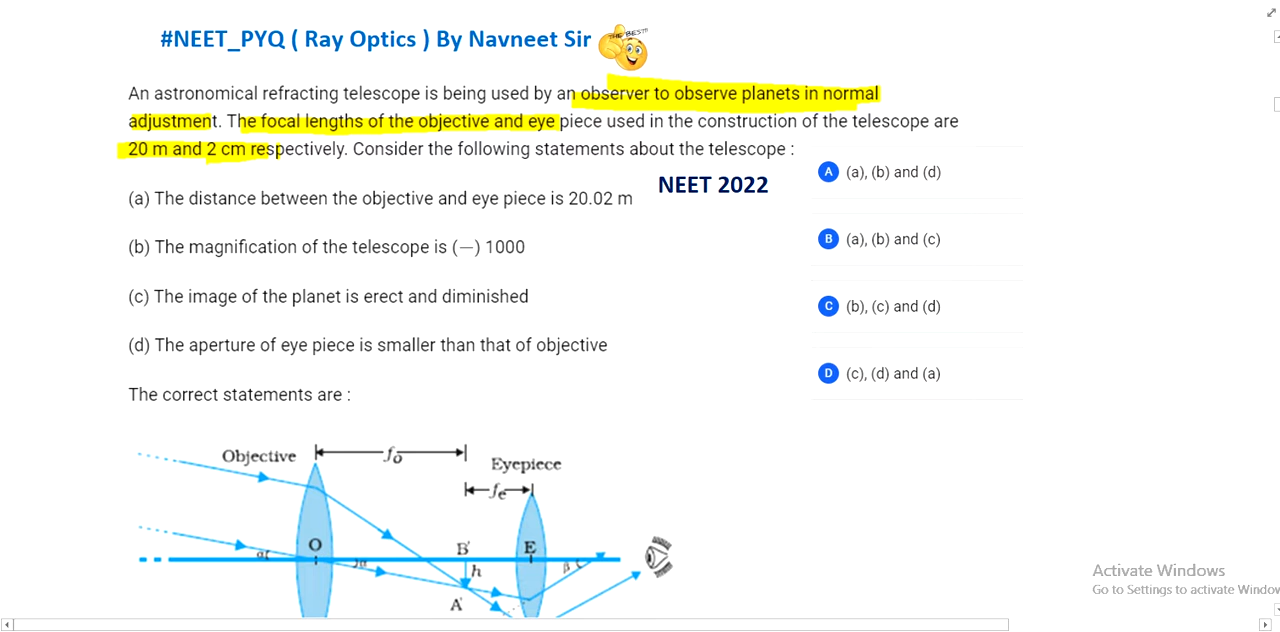 #NEET_PYQ ( Ray Optics ) By Navneet Sir
THE BEST!!
An astronomical refracting telescope is being used by an observer to observe planets in normal
adjustment. The focal lengths of the objective and eye piece used in the construction of the telescope are
20 m and 2 cm respectively. Consider the following statements about the telescope :
NEET 2022
(a) The distance between the objective and eye piece is 20.02 m
(b) The magnification of the telescope is (−) 1000
(c) The image of the planet is erect and diminished
(d) The aperture of eye piece is smaller than that of objective
The correct statements are :
A (a), (b) and (d)
B (a), (b) and (c)
C (b), (c) and (d)
D (c), (d) and (a)
Objective
fo
Eyepiece
fe
O
B'
E
α
α
h
β
A'
Activate Windows
Go to Settings to activate Window